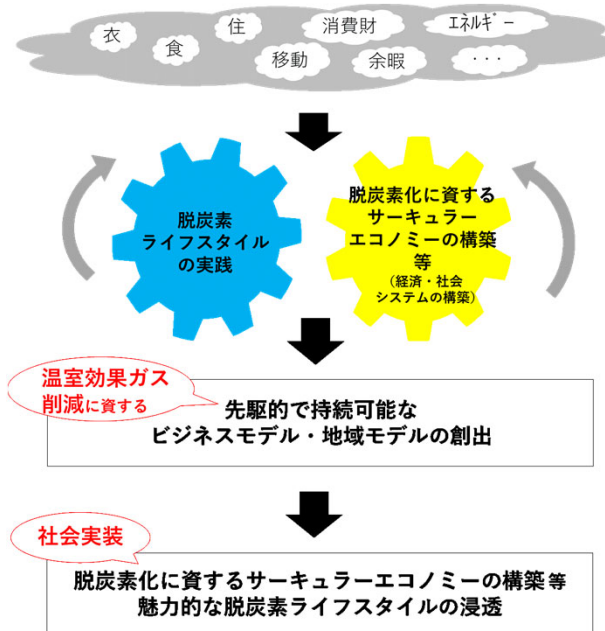 衣
食
住
移動
消費財
余暇
エネルギー
・・・
脱炭素
ライフスタイル
の実践
脱炭素化に資する
サーキュラー
エコノミーの構築
等
(経済・社会
システムの構築)
温室効果ガス
削減に資する
先駆的で持続可能な
ビジネスモデル・地域モデルの創出
社会実装
脱炭素化に資するサーキュラーエコノミーの構築等
魅力的な脱炭素ライフスタイルの浸透